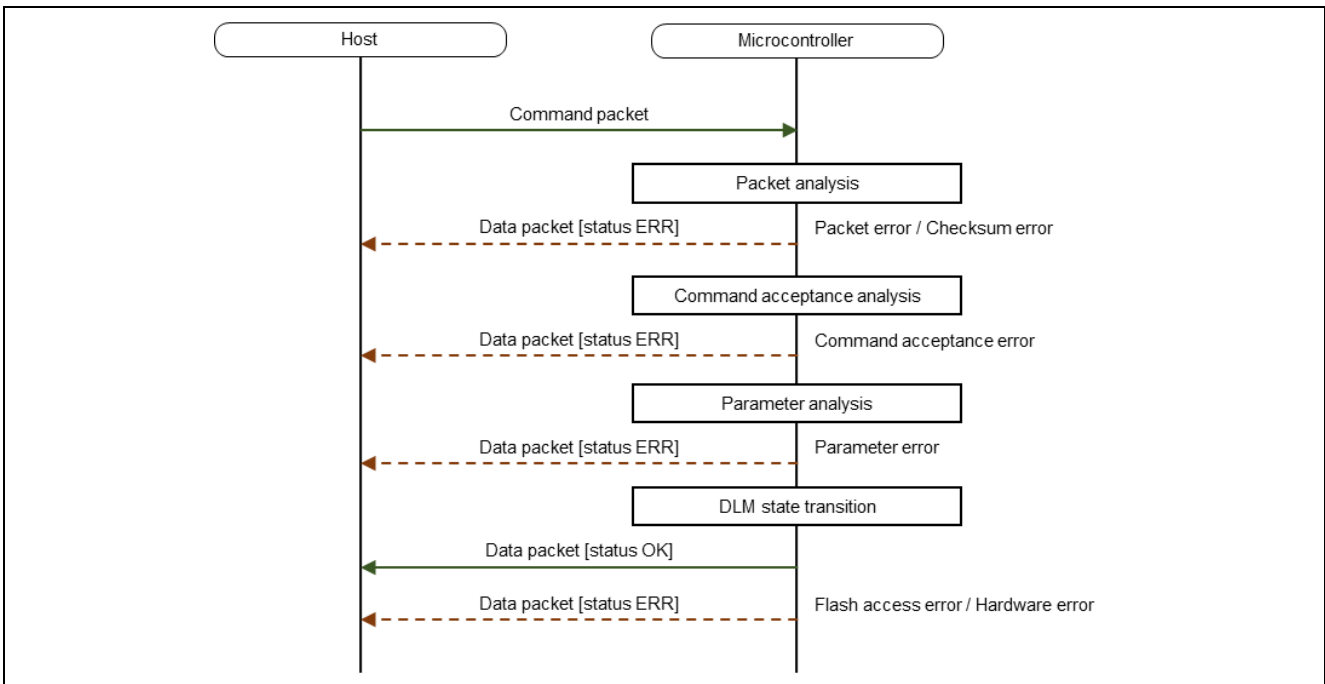 Host
Microcontroller
Command packet
Packet analysis
Data packet [status ERR]
Packet error / Checksum error
Command acceptance analysis
Data packet [status ERR]
Command acceptance error
Parameter analysis
Data packet [status ERR]
Parameter error
DLM state transition
Data packet [status OK]
Data packet [status ERR]
Flash access error / Hardware error